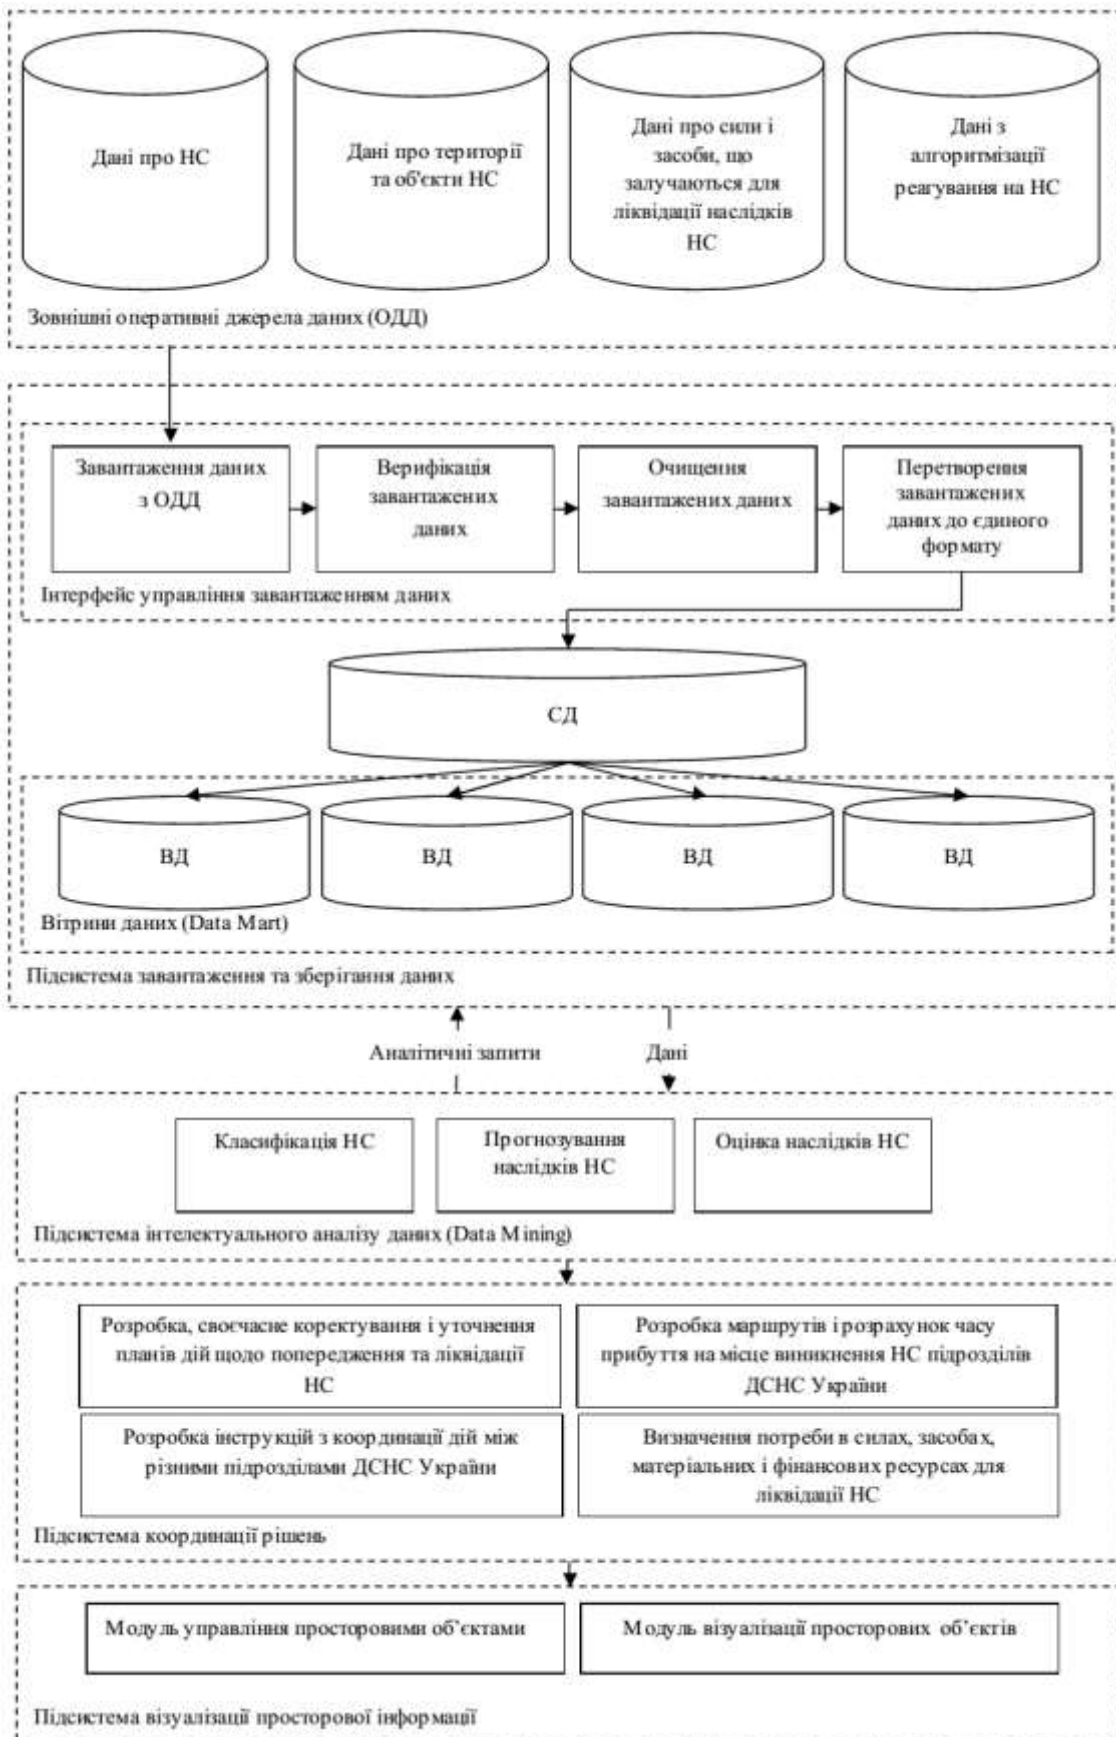 Дані про НС
Дані про території
та об'єкти НС
Дані про сили і
засоби, що
залучаються для
ліквідації наслідків
НС
Дані з
алгоритмізації
реагування на НС
Зовнішні оперативні джерела даних (ОДД)
Завантаження даних
з ОДД
Верифікація
завантажених
даних
Очищення
завантажених даних
Перетворення
завантажених
даних до єдиного
формату
Інтерфейс управління завантаженням даних
СД
ВД
ВД
ВД
ВД
Вітрини даних (Data Mart)
Підсистема завантаження та зберігання даних
Аналітичні запити
Дані
Класифікація НС
Прогнозування
наслідків НС
Оцінка наслідків НС
Підсистема інтелектуального аналізу даних (Data Mining)
Розробка, своєчасне коректування і уточнення
планів дій щодо попередження та ліквідації
НС
Розробка маршрутів і розрахунок часу
прибуття на місце виникнення НС підрозділів
ДСНС України
Розробка інструкцій з координації дій між
різними підрозділами ДСНС України
Визначення потреби в силах, засобах,
матеріальних і фінансових ресурсах для
ліквідації НС
Підсистема координації рішень
Модуль управління просторовими об’єктами
Модуль візуалізації просторових об’єктів
Підсистема візуалізації просторової інформації